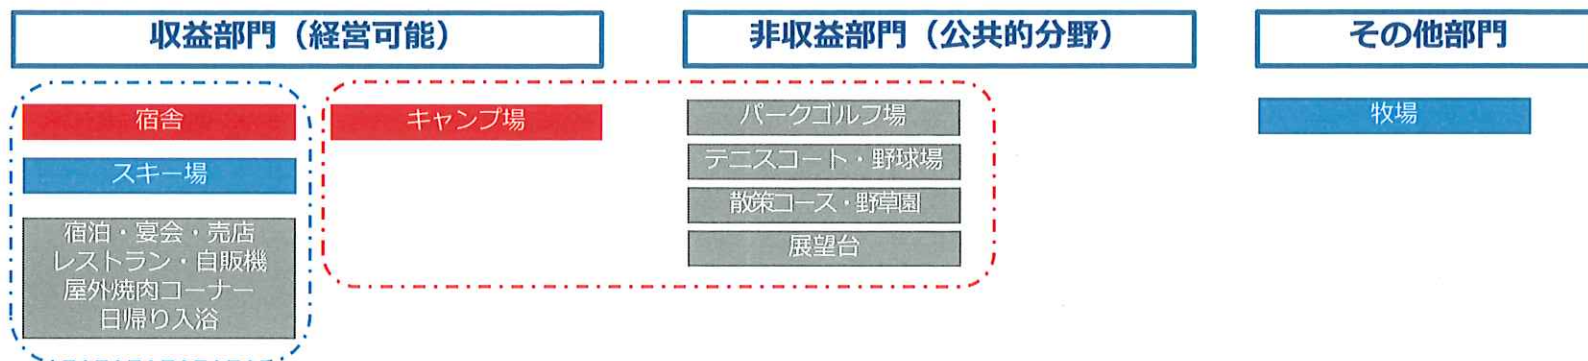 収益部門（経営可能）
非収益部門（公共的分野）
その他部門
宿舎
キャンプ場
パークゴルフ場
牧場
スキー場
テニスコート・野球場
散策コース・野草園
展望台
宿泊・宴会・売店
レストラン・自販機
屋外焼肉コーナー
日帰り入浴